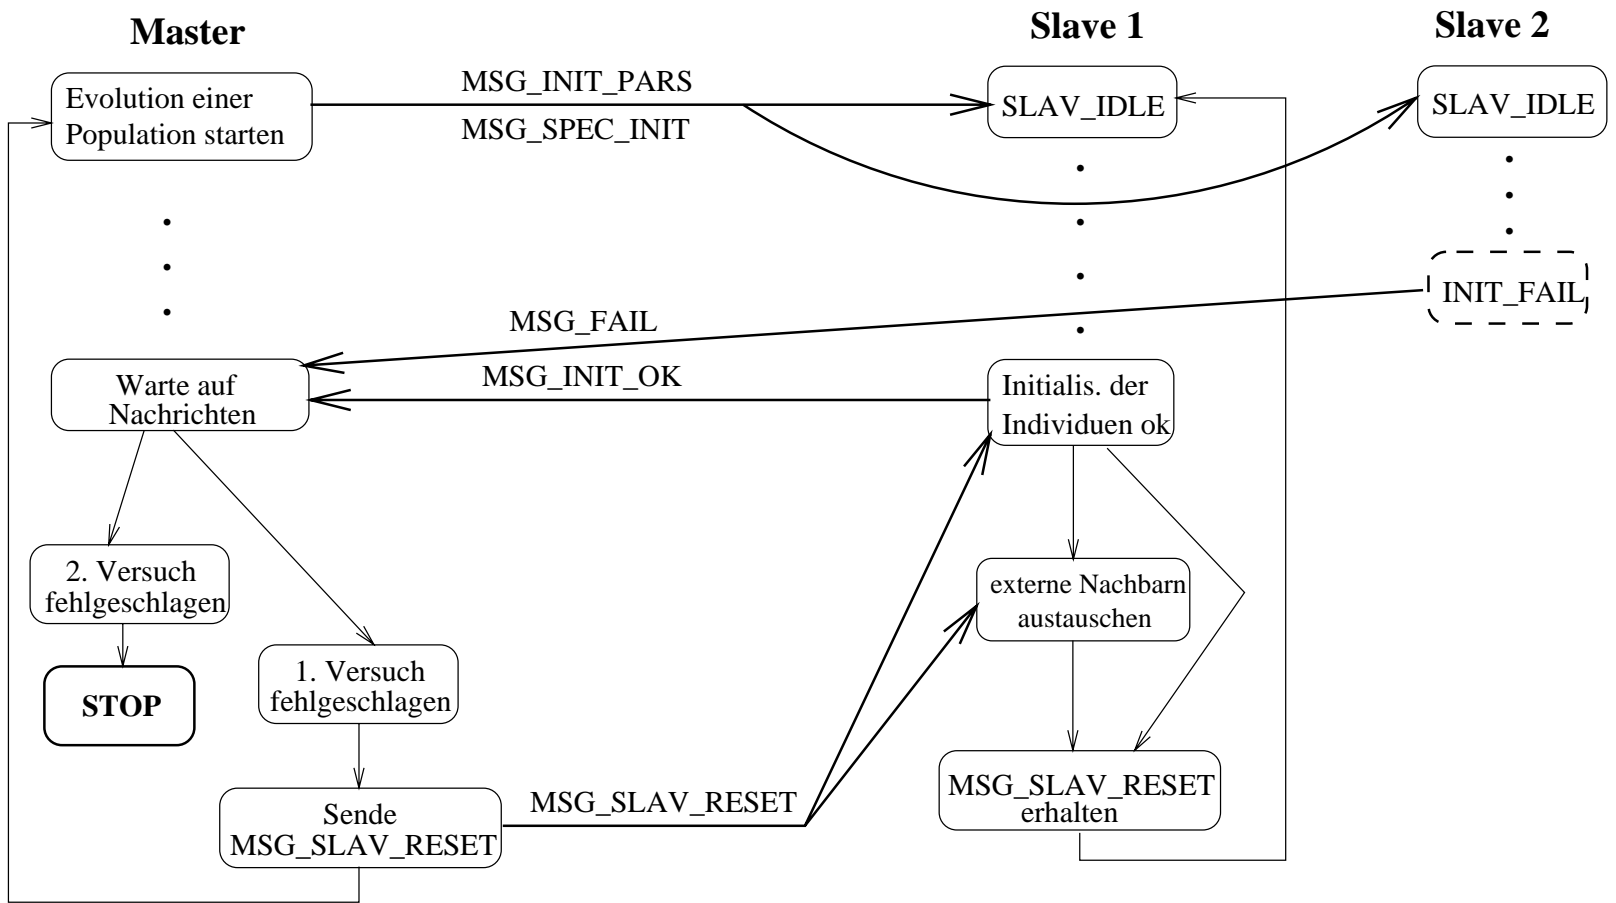 Master
Slave 1
Slave 2
Evolution einer
Population starten
MSG_INIT_PARS
MSG_SPEC_INIT
SLAV_IDLE
SLAV_IDLE
INIT_FAIL
MSG_FAIL
MSG_INIT_OK
Warte auf
Nachrichten
Initialis. der
Individuen ok
2. Versuch
fehlgeschlagen
externe Nachbarn
austauschen
STOP
1. Versuch
fehlgeschlagen
Sende
MSG_SLAV_RESET
MSG_SLAV_RESET
MSG_SLAV_RESET
erhalten